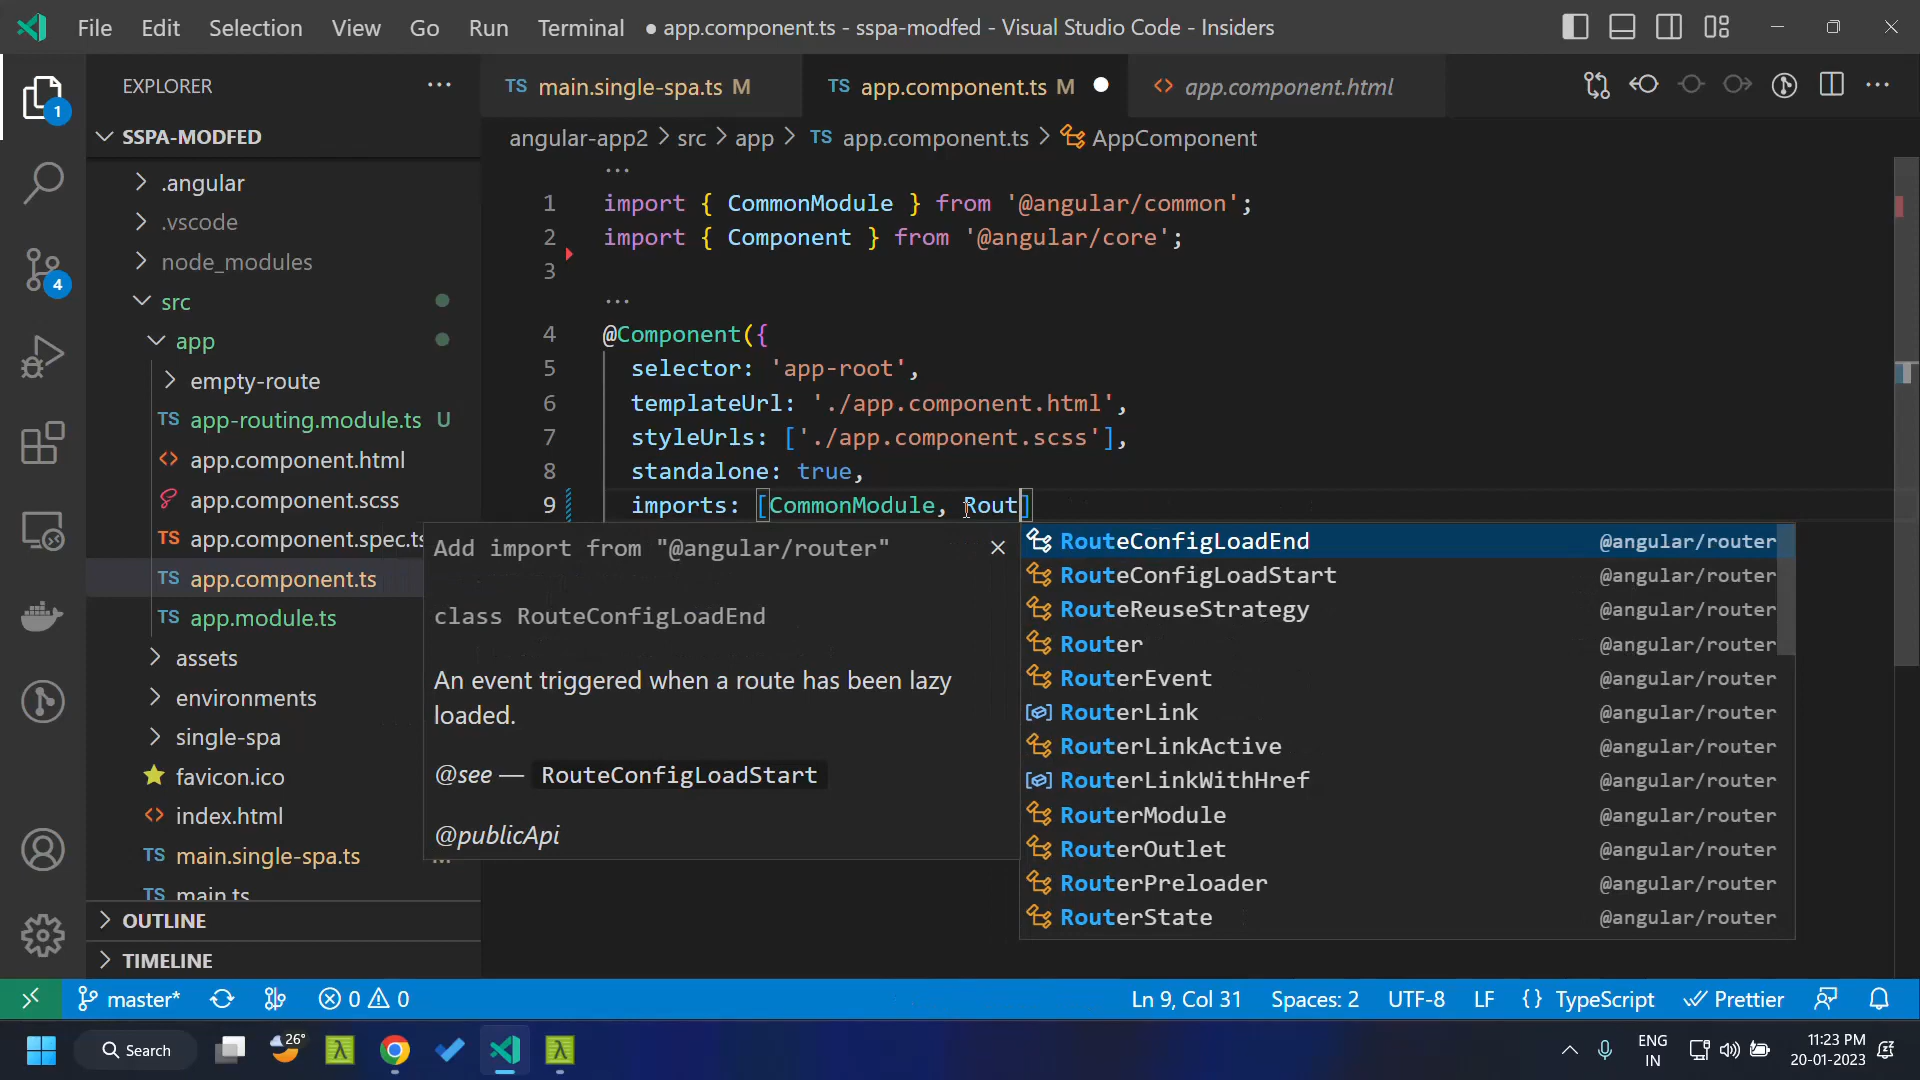 File Edit Selection View Go Run Terminal ● app.component.ts - sspa-modfed - Visual Studio Code - Insiders
EXPLORER
1
SSPA-MODFED
.angular
.vscode
node_modules
4
src
app
empty-route
app-routing.module.ts U
app.component.html
app.component.scss
app.component.spec.ts
app.component.ts
app.module.ts
assets
environments
single-spa
favicon.ico
index.html
main.single-spa.ts
main.ts
OUTLINE
TIMELINE
TS main.single-spa.ts M
TS app.component.ts M
app.component.html
angular-app2 > src > app > TS app.component.ts > AppComponent
...
1 import { CommonModule } from '@angular/common';
2 import { Component } from '@angular/core';
3
...
4 @Component({
5 selector: 'app-root',
6 templateUrl: './app.component.html',
7 styleUrls: ['./app.component.scss'],
8 standalone: true,
9 imports: [CommonModule, Rout]
Add import from "@angular/router"
class RouteConfigLoadEnd
An event triggered when a route has been lazy
loaded.
@see — RouteConfigLoadStart
@publicApi
RouteConfigLoadEnd @angular/router
RouteConfigLoadStart @angular/router
RouteReuseStrategy @angular/router
Router @angular/router
RouterEvent @angular/router
RouterLink @angular/router
RouterLinkActive @angular/router
RouterLinkWithHref @angular/router
RouterModule @angular/router
RouterOutlet @angular/router
RouterPreloader @angular/router
RouterState @angular/router
master* 0 0 Ln 9, Col 31 Spaces: 2 UTF-8 LF {} TypeScript Prettier
Search 26° ENG 11:23 PM
IN 20-01-2023